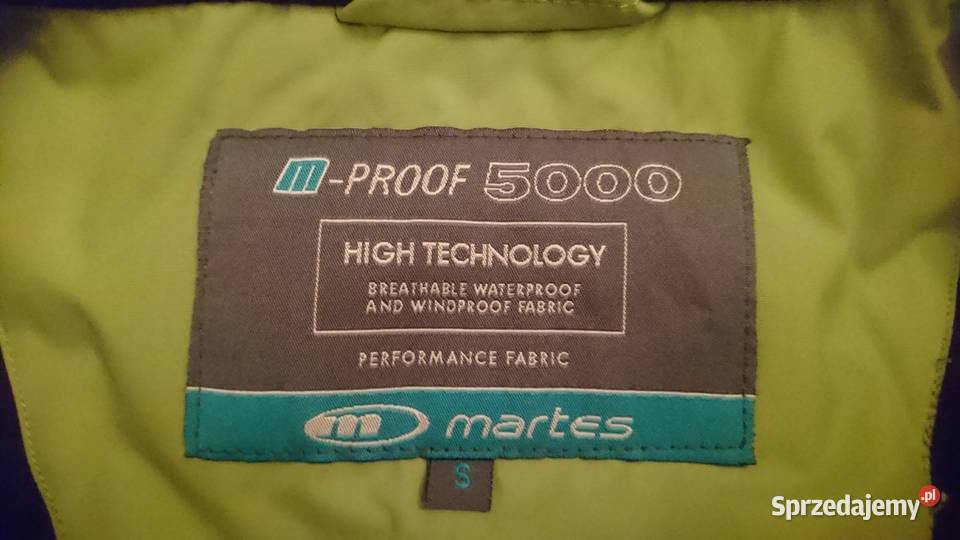 m-PROOF 5000
HIGH TECHNOLOGY
BREATHABLE WATERPROOF
AND WINDPROOF FABRIC
PERFORMANCE FABRIC
m martes
S
Sprzedajemy.pl